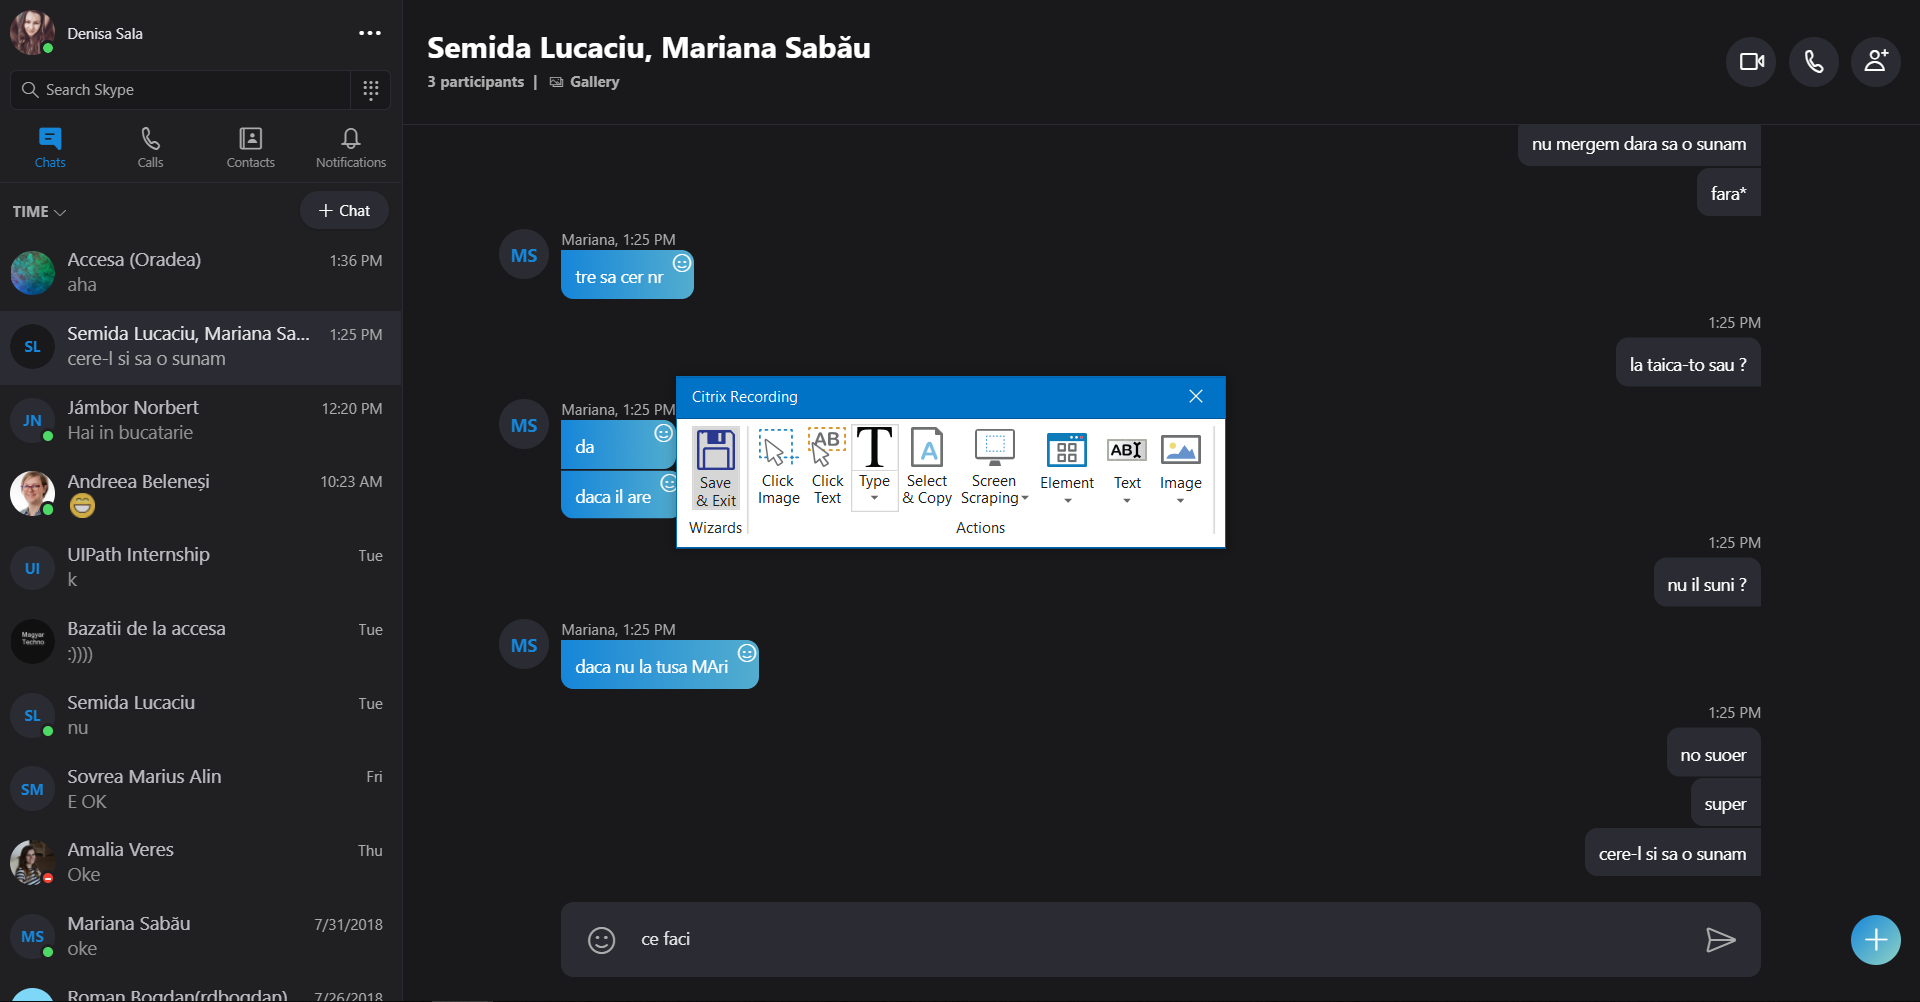 Denisa Sala
Search Skype
Chats
Calls
Contacts
Notifications
TIME
Chat
Accesa (Oradea)
1:36 PM
aha
SL
Semida Lucaciu, Mariana Sa...
1:25 PM
cere-l si sa o sunam
JN
Jámbor Norbert
12:20 PM
Hai in bucatarie
Andreea Beleneși
10:23 AM
UI
UIPath Internship
Tue
k
Magyar
Techno
Bazatii de la accesa
Tue
:))))
SL
Semida Lucaciu
Tue
nu
SM
Sovrea Marius Alin
Fri
E OK
Amalia Veres
Thu
Oke
MS
Mariana Sabău
7/31/2018
oke
Roman Bogdan(rdbogdan)
7/26/2018
Semida Lucaciu, Mariana Sabău
3 participants | Gallery
nu mergem dara sa o sunam
fara*
MS
Mariana, 1:25 PM
tre sa cer nr
1:25 PM
la taica-to sau ?
MS
Mariana, 1:25 PM
da
daca il are
Citrix Recording
Save
& Exit
Wizards
Click
Image
AB
Click
Text
T
Type
A
Select
& Copy
Screen
Scraping
Element
AB
Text
Image
Actions
1:25 PM
nu il suni ?
MS
Mariana, 1:25 PM
daca nu la tusa MAri
1:25 PM
no suoer
super
cere-l si sa o sunam
ce faci